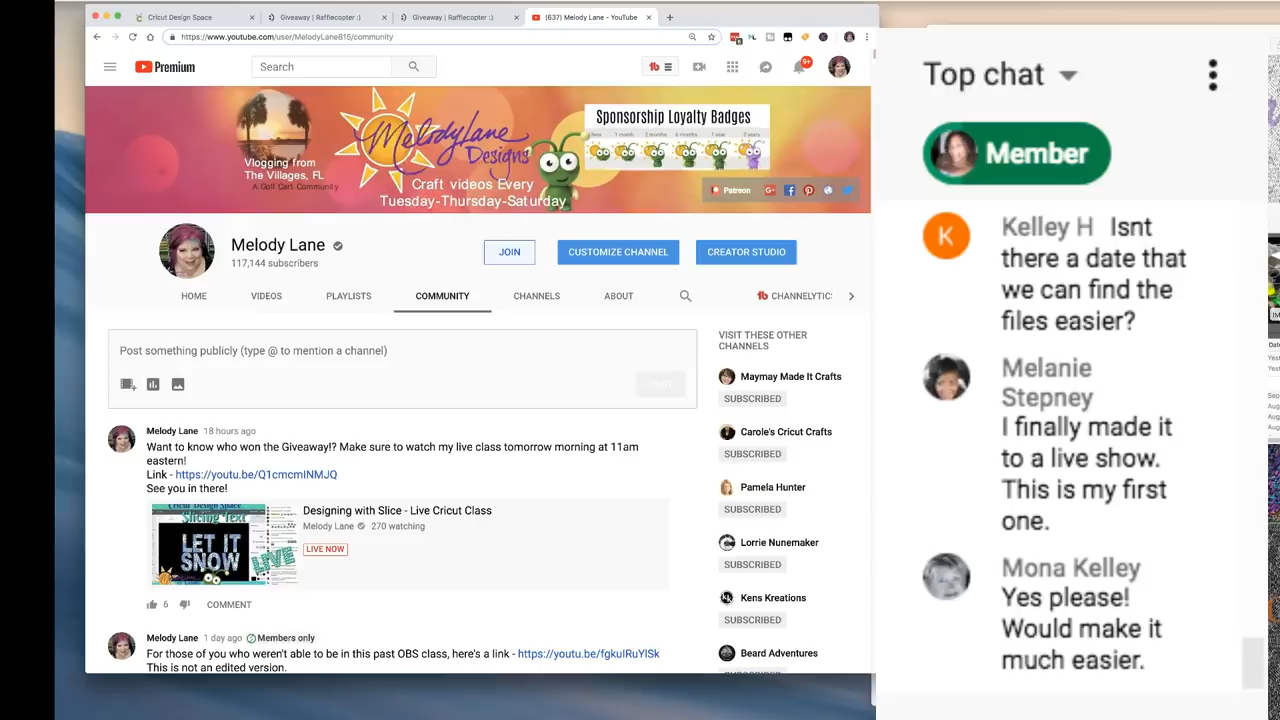 Cricut Design Space
Giveaway | Rafflecopter :)
Giveaway | Rafflecopter :)
(637) Melody Lane - YouTube
https://www.youtube.com/user/MelodyLane815/community
Premium
Search
9+
Vlogging from
The Villages, FL
A Golf Cart Community
MelodyLane
Designs
Craft videos Every
Tuesday-Thursday-Saturday
Sponsorship Loyalty Badges
New 1 month 2 months 6 months 1 year 2 years
Patreon
Melody Lane
117,144 subscribers
JOIN
CUSTOMIZE CHANNEL
CREATOR STUDIO
HOME
VIDEOS
PLAYLISTS
COMMUNITY
CHANNELS
ABOUT
CHANNELYTIC
Post something publicly (type @ to mention a channel)
POST
Melody Lane 18 hours ago
Want to know who won the Giveaway!? Make sure to watch my live class tomorrow morning at 11am
eastern!
Link - https://youtu.be/Q1cmcmINMJQ
See you in there!
Cricut Design Space
Slicing Text
LET IT
SNOW
LIVE
Designing with Slice - Live Cricut Class
Melody Lane 270 watching
LIVE NOW
6
COMMENT
Melody Lane 1 day ago Members only
For those of you who weren't able to be in this past OBS class, here's a link - https://youtu.be/fgkuIRuYlSk
This is not an edited version.
VISIT THESE OTHER
CHANNELS
Maymay Made It Crafts
SUBSCRIBED
Carole's Cricut Crafts
SUBSCRIBED
Pamela Hunter
SUBSCRIBED
Lorrie Nunemaker
SUBSCRIBED
Kens Kreations
SUBSCRIBED
Beard Adventures
Top chat
Member
K
Kelley H Isnt
there a date that
we can find the
files easier?
Melanie
Stepney
I finally made it
to a live show.
This is my first
one.
Mona Kelley
Yes please!
Would make it
much easier.